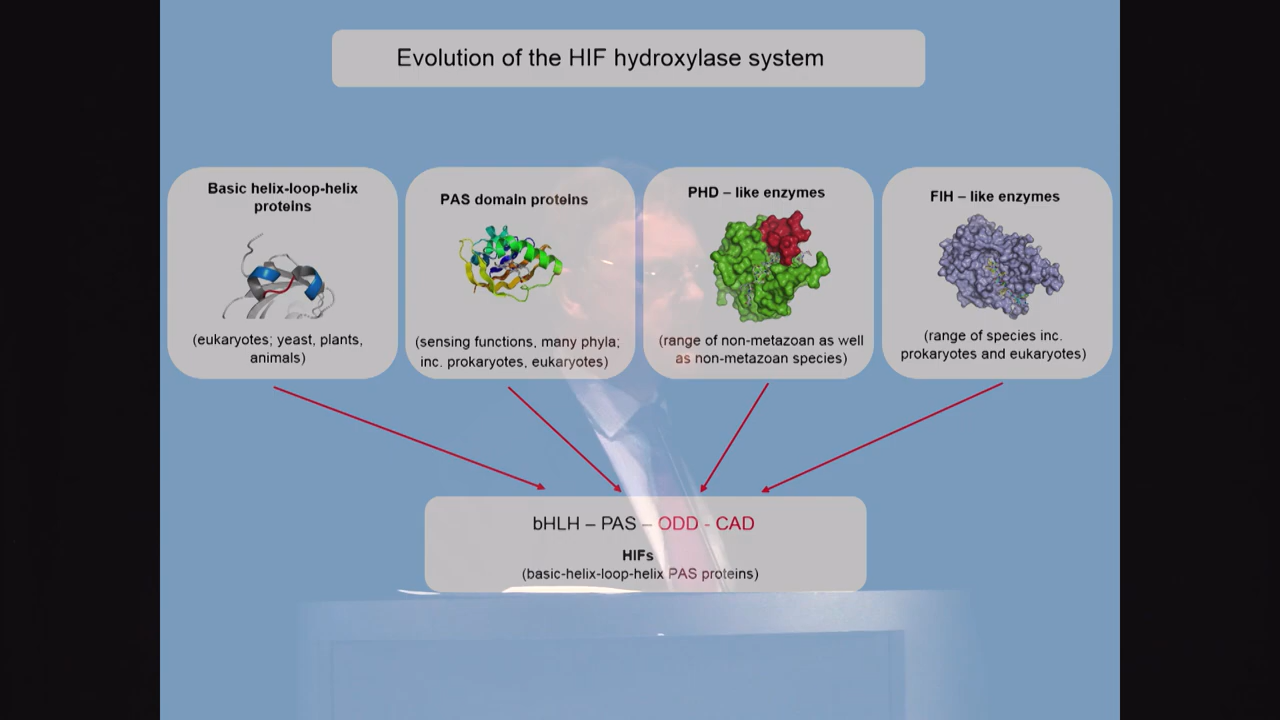 Evolution of the HIF hydroxylase system
Basic helix-loop-helix
proteins
(eukaryotes; yeast, plants,
animals)
PAS domain proteins
(sensing functions, many phyla;
inc. prokaryotes, eukaryotes)
PHD – like enzymes
(range of non-metazoan as well
as non-metazoan species)
FIH – like enzymes
(range of species inc.
prokaryotes and eukaryotes)
bHLH – PAS – ODD - CAD
HIFs
(basic-helix-loop-helix PAS proteins)